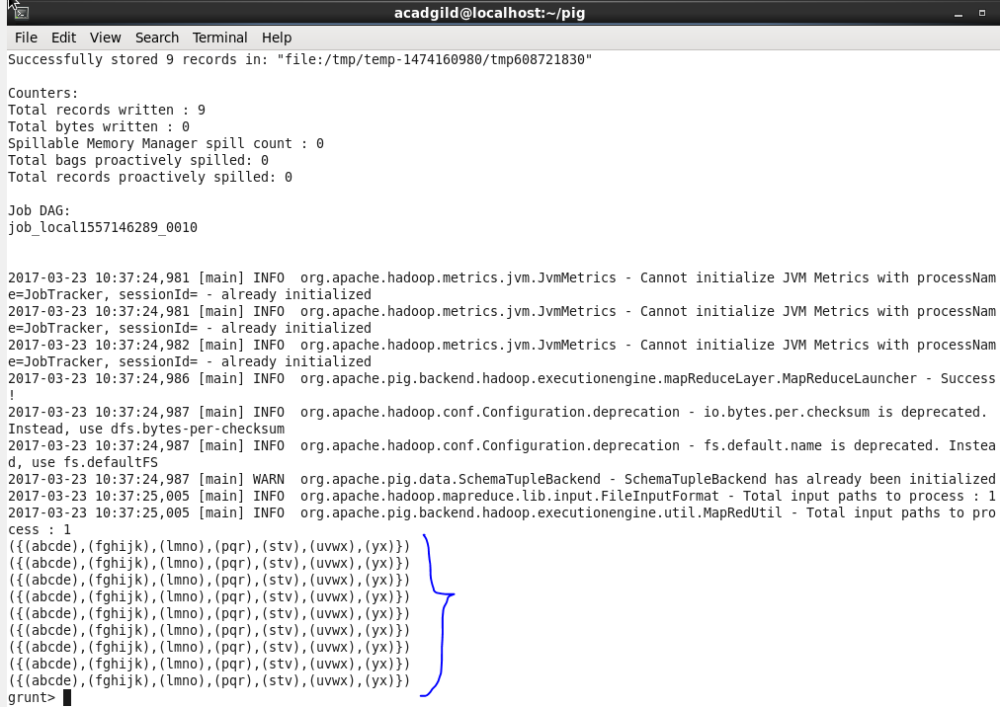 acadgild@localhost:~/pig
File Edit View Search Terminal Help
Successfully stored 9 records in: "file:/tmp/temp-1474160980/tmp608721830"
Counters:
Total records written : 9
Total bytes written : 0
Spillable Memory Manager spill count : 0
Total bags proactively spilled: 0
Total records proactively spilled: 0
Job DAG:
job_local1557146289_0010
2017-03-23 10:37:24,981 [main] INFO  org.apache.hadoop.metrics.jvm.JvmMetrics - Cannot initialize JVM Metrics with processNam
e=JobTracker, sessionId= - already initialized
2017-03-23 10:37:24,981 [main] INFO  org.apache.hadoop.metrics.jvm.JvmMetrics - Cannot initialize JVM Metrics with processNam
e=JobTracker, sessionId= - already initialized
2017-03-23 10:37:24,982 [main] INFO  org.apache.hadoop.metrics.jvm.JvmMetrics - Cannot initialize JVM Metrics with processNam
e=JobTracker, sessionId= - already initialized
2017-03-23 10:37:24,986 [main] INFO  org.apache.pig.backend.hadoop.executionengine.mapReduceLayer.MapReduceLauncher - Success
!
2017-03-23 10:37:24,987 [main] INFO  org.apache.hadoop.conf.Configuration.deprecation - io.bytes.per.checksum is deprecated.
Instead, use dfs.bytes-per-checksum
2017-03-23 10:37:24,987 [main] INFO  org.apache.hadoop.conf.Configuration.deprecation - fs.default.name is deprecated. Instea
d, use fs.defaultFS
2017-03-23 10:37:24,987 [main] WARN  org.apache.pig.data.SchemaTupleBackend - SchemaTupleBackend has already been initialized
2017-03-23 10:37:25,005 [main] INFO  org.apache.hadoop.mapreduce.lib.input.FileInputFormat - Total input paths to process : 1
2017-03-23 10:37:25,005 [main] INFO  org.apache.pig.backend.hadoop.executionengine.util.MapRedUtil - Total input paths to pro
cess : 1
({(abcde),(fghijk),(lmno),(pqr),(stv),(uvwx),(yx)})
({(abcde),(fghijk),(lmno),(pqr),(stv),(uvwx),(yx)})
({(abcde),(fghijk),(lmno),(pqr),(stv),(uvwx),(yx)})
({(abcde),(fghijk),(lmno),(pqr),(stv),(uvwx),(yx)})
({(abcde),(fghijk),(lmno),(pqr),(stv),(uvwx),(yx)})
({(abcde),(fghijk),(lmno),(pqr),(stv),(uvwx),(yx)})
({(abcde),(fghijk),(lmno),(pqr),(stv),(uvwx),(yx)})
({(abcde),(fghijk),(lmno),(pqr),(stv),(uvwx),(yx)})
({(abcde),(fghijk),(lmno),(pqr),(stv),(uvwx),(yx)})
grunt>